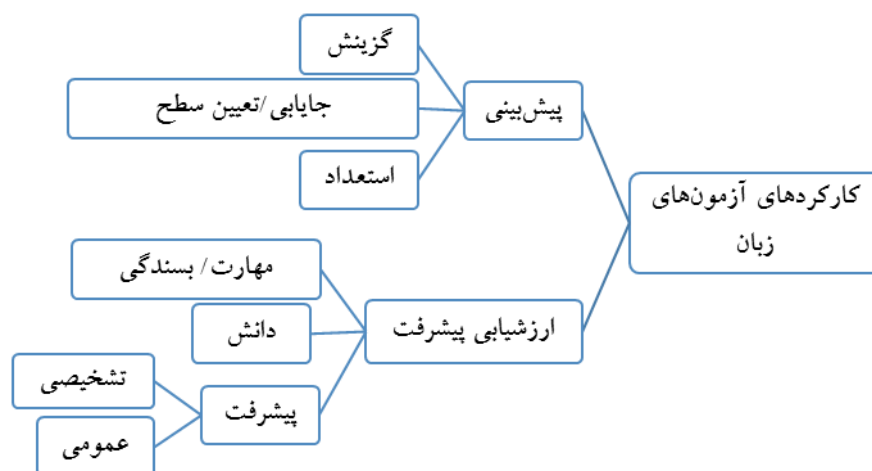 کارکردهای آزمون‌های
زبان
پیش‌بینی
گزینش
جایابی/تعیین سطح
استعداد
ارزشیابی پیشرفت
مهارت/ بسندگی
دانش
پیشرفت
تشخیصی
عمومی